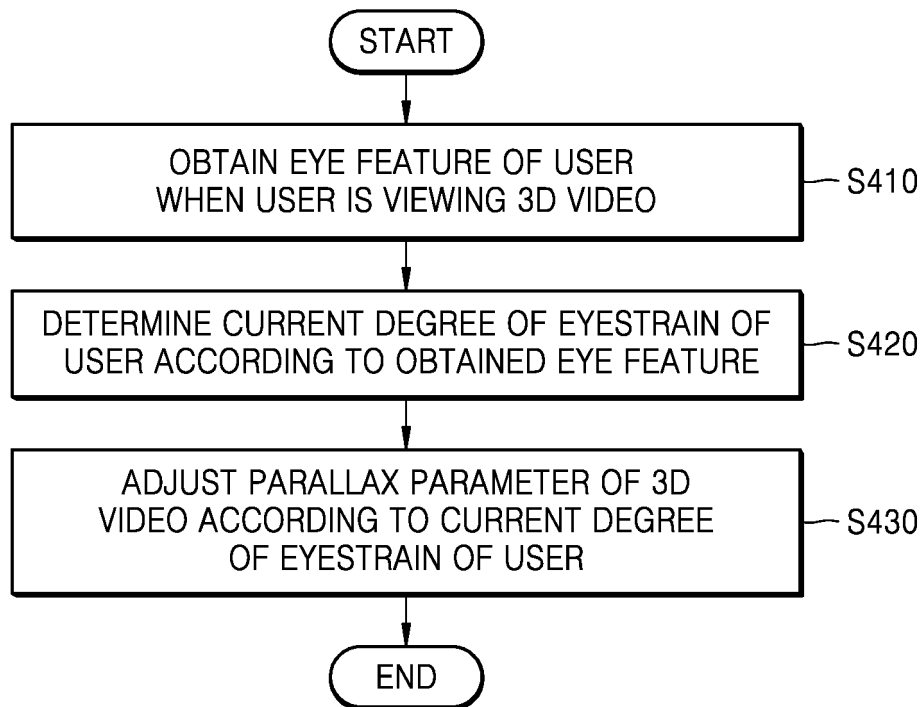 START
OBTAIN EYE FEATURE OF USER
WHEN USER IS VIEWING 3D VIDEO
S410
DETERMINE CURRENT DEGREE OF EYESTRAIN OF
USER ACCORDING TO OBTAINED EYE FEATURE
S420
ADJUST PARALLAX PARAMETER OF 3D
VIDEO ACCORDING TO CURRENT DEGREE
OF EYESTRAIN OF USER
S430
END